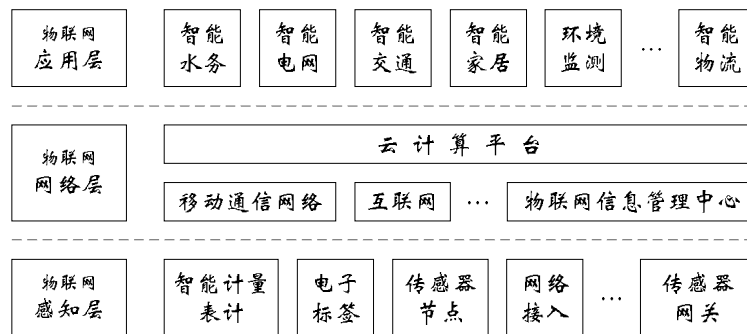 物联网
应用层
智能
水务
智能
电网
智能
交通
智能
家居
环境
监测
…
智能
物流
物联网
网络层
云计算平台
移动通信网络
互联网
…
物联网信息管理中心
物联网
感知层
智能计量
表计
电子
标签
传感器
节点
网络
接入
…
传感器
网关